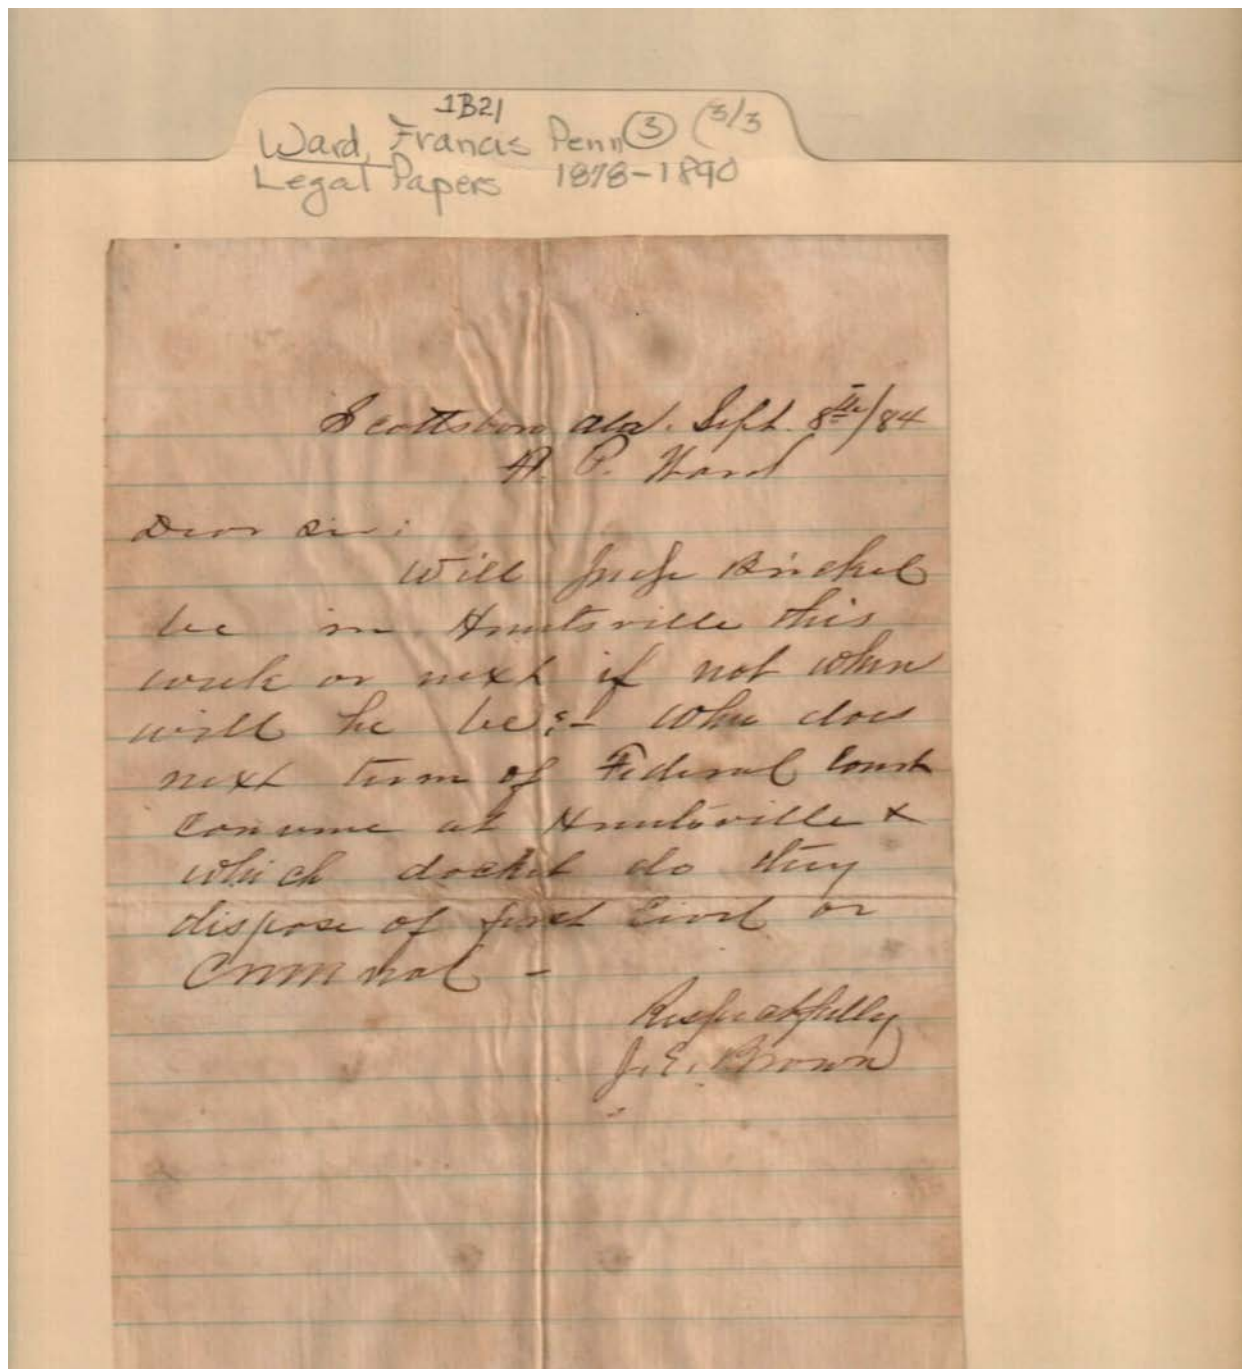 1B21
Ward, Francis Penn 3 (3/3
Legal Papers 1878-1890
Scottsboro Ala. Sept. 8th/84
P. Ward
Dear Sir:
Will Judge Brickel
be in Huntsville this
week or next if not when
will he be:- When does
next term of Federal Court
convene at Huntsville &
which docket do they
dispose of first Civil or
Criminal -
Respectfully
J. E. Brown